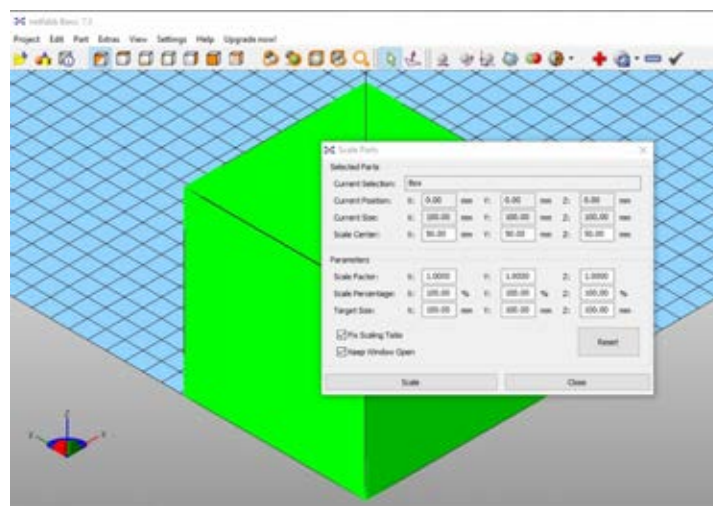 netfabb Basic 7.3
Project Edit Part Extras View Settings Help Upgrade now!
Scale Parts
Selected Parts
Current Selection: Box
Current Position: X: 0.00 mm Y: 0.00 mm Z: 0.00 mm
Current Size: X: 100.00 mm Y: 100.00 mm Z: 100.00 mm
Scale Center: X: 50.00 mm Y: 50.00 mm Z: 50.00 mm
Parameters
Scale Factor: X: 1.0000 Y: 1.0000 Z: 1.0000
Scale Percentage: X: 100.00 % Y: 100.00 % Z: 100.00 %
Target Size: X: 100.00 mm Y: 100.00 mm Z: 100.00 mm
Fix Scaling Ratio
Reset
Keep Window Open
Scale Close
Z